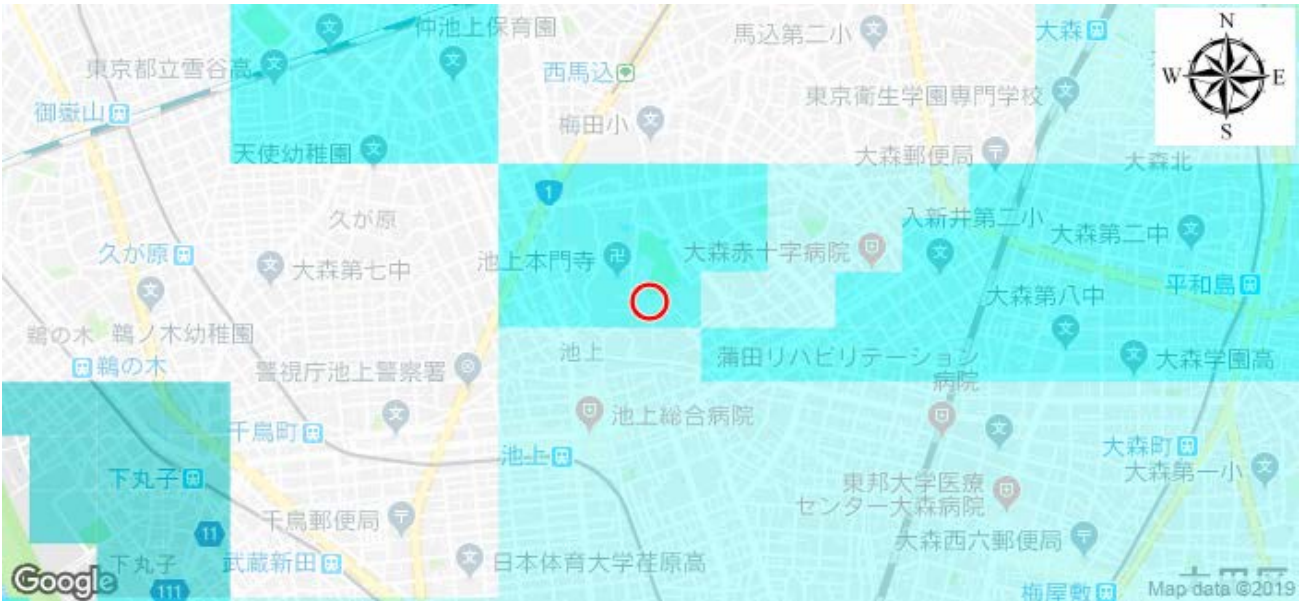 仲池上保育園
馬込第二小
大森
N
東京都立雪谷高
西馬込
W
E
御嶽山
東京衛生学園専門学校
梅田小
S
天使幼稚園
大森郵便局
大森北
1
久が原
入新井第二小
大森第二中
久が原
大森第七中
池上本門寺
大森赤十字病院
平和島
大森第八中
鵜の木
鵜ノ木幼稚園
鵜の木
警視庁池上警察署
池上
蒲田リハビリテーション
病院
大森学園高
池上総合病院
千鳥町
池上
大森町
大森第一小
下丸子
東邦大学医療
センター大森病院
千鳥郵便局
11
大森西六郵便局
下丸子
武蔵新田
日本体育大学荏原高
Google
111
梅屋敷
大田区
Map data ©2019